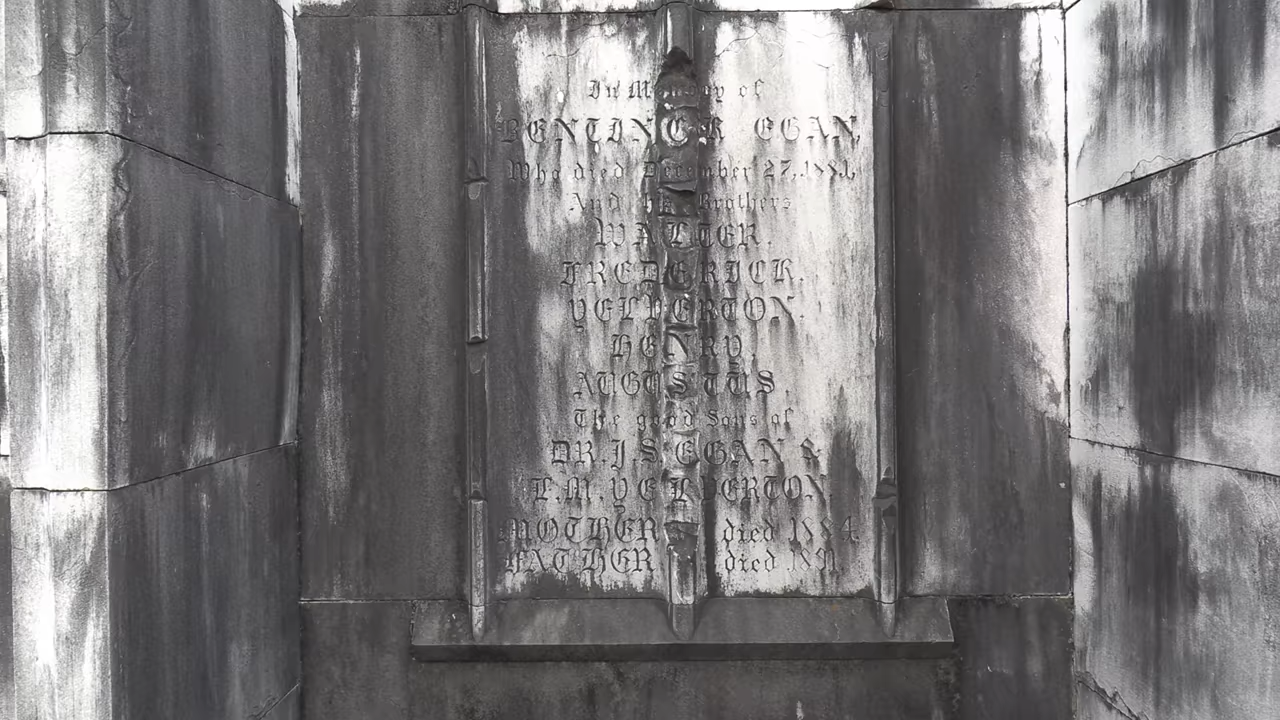 In Memory of
BENTINCK EGAN,
Who died December 27, 1881,
And his Brothers
WALTER,
FREDERICK,
YELVERTON,
HENRY,
AUGUSTUS,
The good Sons of
DR. J. S. EGAN &
L. M. YELVERTON,
MOTHER died 1884
FATHER died 1891